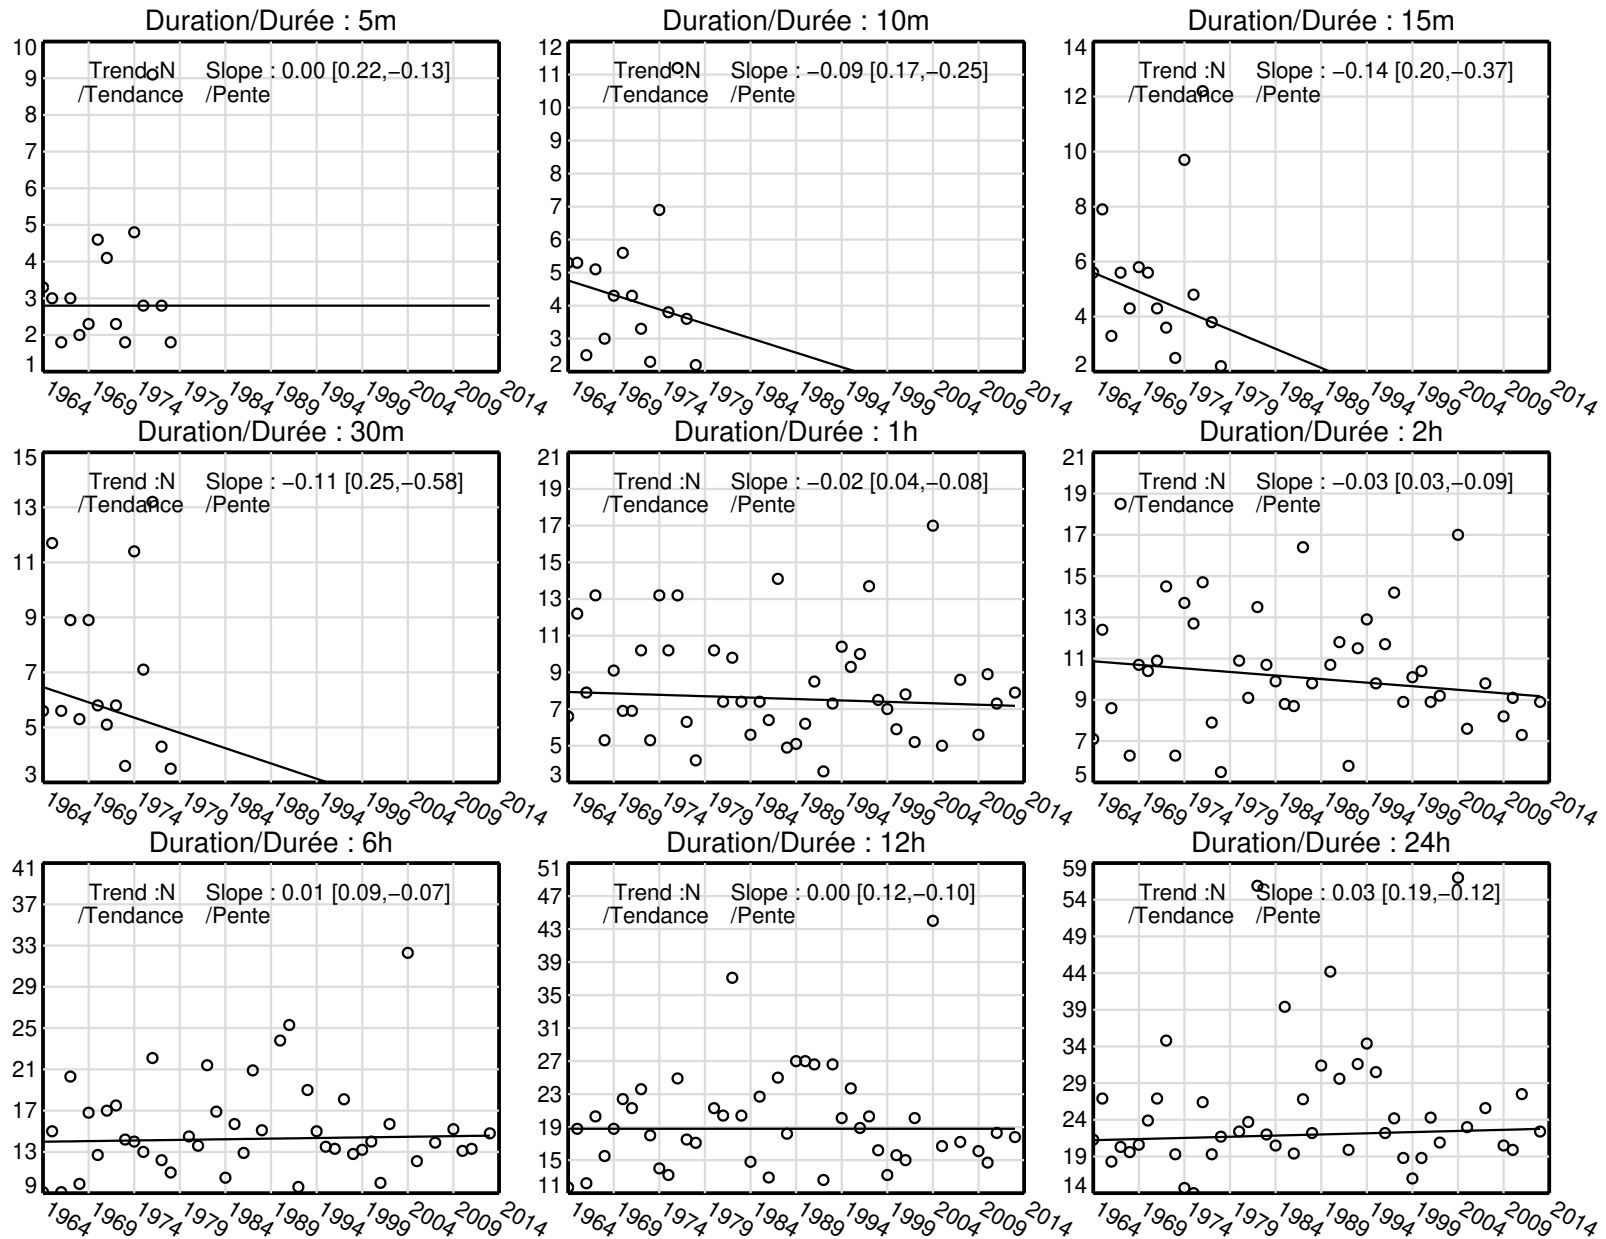 Duration/Durée : 5m
10
9
8
7
6
5
4
3
2
1
Trend :N Slope : 0.00 [0.22,−0.13]
/Tendance /Pente
1964 1969 1974 1979 1984 1989 1994 1999 2004 2009 2014
Duration/Durée : 10m
12
11
10
9
8
7
6
5
4
3
2
Trend :N Slope : −0.09 [0.17,−0.25]
/Tendance /Pente
1964 1969 1974 1979 1984 1989 1994 1999 2004 2009 2014
Duration/Durée : 15m
14
12
10
8
6
4
2
Trend :N Slope : −0.14 [0.20,−0.37]
/Tendance /Pente
1964 1969 1974 1979 1984 1989 1994 1999 2004 2009 2014
Duration/Durée : 30m
15
13
11
9
7
5
3
Trend :N Slope : −0.11 [0.25,−0.58]
/Tendance /Pente
1964 1969 1974 1979 1984 1989 1994 1999 2004 2009 2014
Duration/Durée : 1h
21
19
17
15
13
11
9
7
5
3
Trend :N Slope : −0.02 [0.04,−0.08]
/Tendance /Pente
1964 1969 1974 1979 1984 1989 1994 1999 2004 2009 2014
Duration/Durée : 2h
21
19
17
15
13
11
9
7
5
Trend :N Slope : −0.03 [0.03,−0.09]
/Tendance /Pente
1964 1969 1974 1979 1984 1989 1994 1999 2004 2009 2014
Duration/Durée : 6h
41
37
33
29
25
21
17
13
9
Trend :N Slope : 0.01 [0.09,−0.07]
/Tendance /Pente
1964 1969 1974 1979 1984 1989 1994 1999 2004 2009 2014
Duration/Durée : 12h
51
47
43
39
35
31
27
23
19
15
11
Trend :N Slope : 0.00 [0.12,−0.10]
/Tendance /Pente
1964 1969 1974 1979 1984 1989 1994 1999 2004 2009 2014
Duration/Durée : 24h
59
54
49
44
39
34
29
24
19
14
Trend :N Slope : 0.03 [0.19,−0.12]
/Tendance /Pente
1964 1969 1974 1979 1984 1989 1994 1999 2004 2009 2014